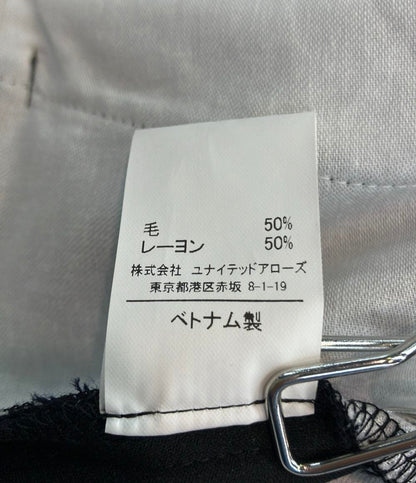 毛 50%
レーヨン 50%
株式会社 ユナイテッドアローズ
東京都港区赤坂 8-1-19
ベトナム製